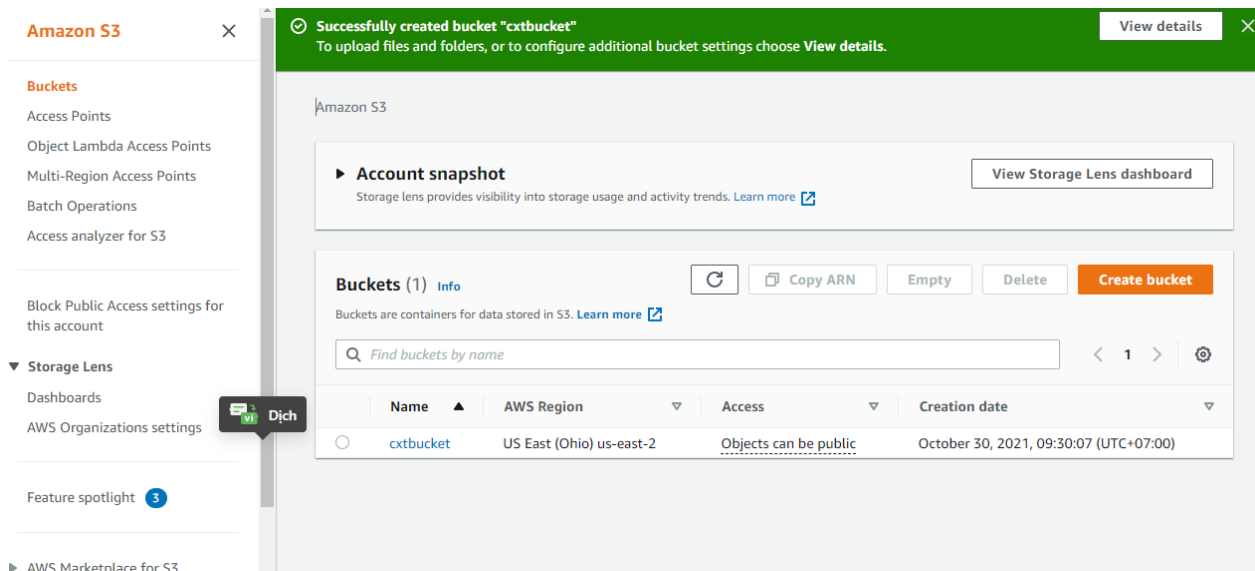 Amazon S3
Buckets
Access Points
Object Lambda Access Points
Multi-Region Access Points
Batch Operations
Access analyzer for S3
Block Public Access settings for
this account
Storage Lens
Dashboards
AWS Organizations settings
vi Dịch
Feature spotlight 3
AWS Marketplace for S3
Successfully created bucket "cxtbucket"
To upload files and folders, or to configure additional bucket settings choose View details.
View details
Amazon S3
Account snapshot
Storage lens provides visibility into storage usage and activity trends. Learn more
View Storage Lens dashboard
Buckets (1) Info
Copy ARN Empty Delete Create bucket
Buckets are containers for data stored in S3. Learn more
Find buckets by name
1
Name AWS Region Access Creation date
cxtbucket US East (Ohio) us-east-2 Objects can be public October 30, 2021, 09:30:07 (UTC+07:00)